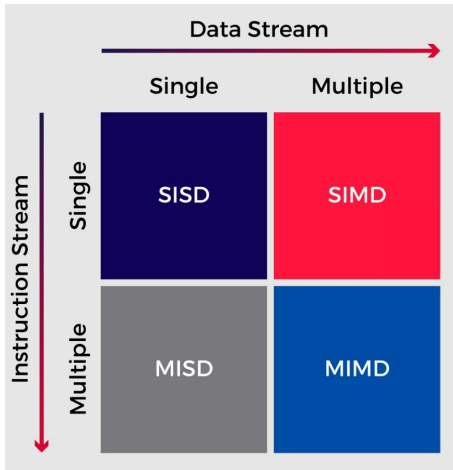 Data Stream
Single
Multiple
Instruction Stream
Single
SISD
SIMD
Multiple
MISD
MIMD